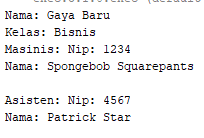 Nama: Gaya Baru
Kelas: Bisnis
Masinis: Nip: 1234
Nama: Spongebob Squarepants

Asisten: Nip: 4567
Nama: Patrick Star